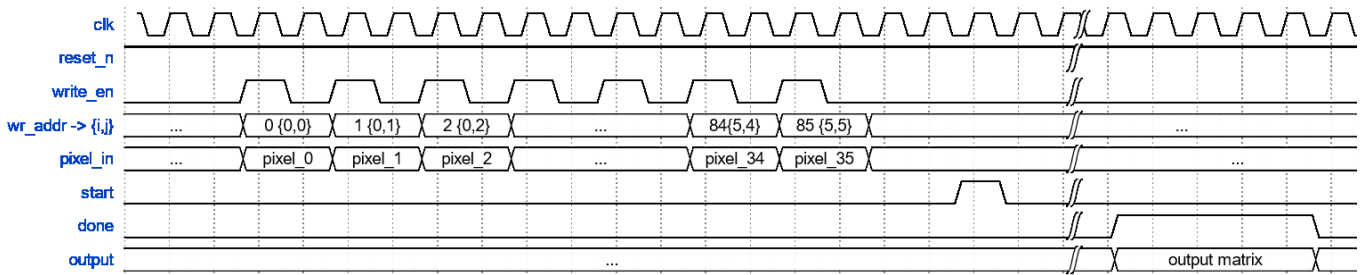 clk
reset_n
write_en
wr_addr -> {i,j} ... 0 {0,0} 1 {0,1} 2 {0,2} ... 84{5,4} 85 {5,5} ...
pixel_in ... pixel_0 pixel_1 pixel_2 ... pixel_34 pixel_35 ...
start
done
output ... output matrix